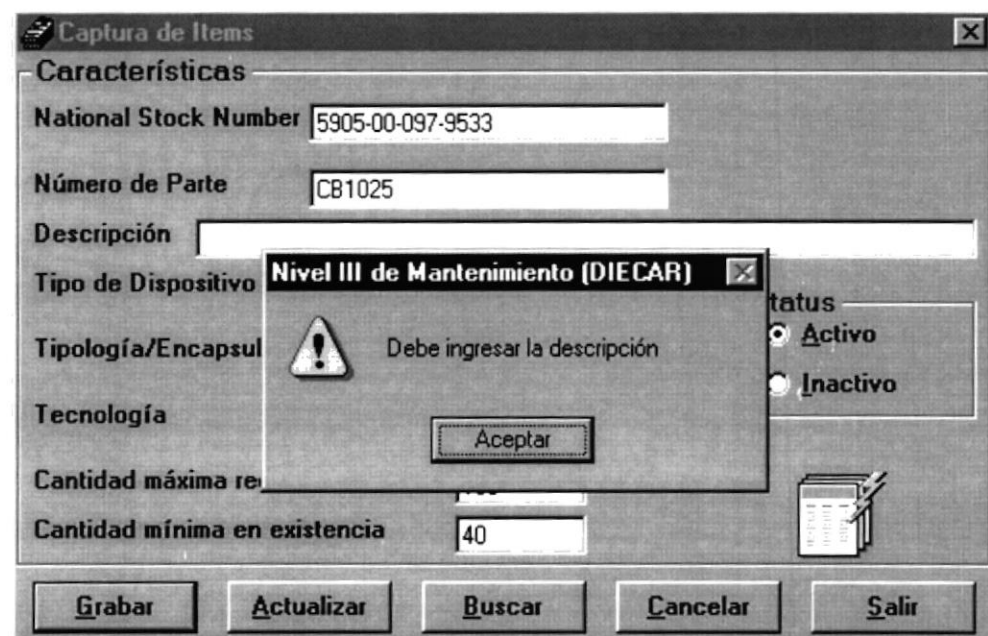 Captura de Items
Características
National Stock Number 5905-00-097-9533
Número de Parte CB1025
Descripción
Nivel III de Mantenimiento (DIECAR)
Tipo de Dispositivo
tatus
Debe ingresar la descripción
Activo
Tipología/Encapsul
Inactivo
Tecnología
Aceptar
Cantidad máxima re
Cantidad mínima en existencia 40
Grabar Actualizar Buscar Cancelar Salir